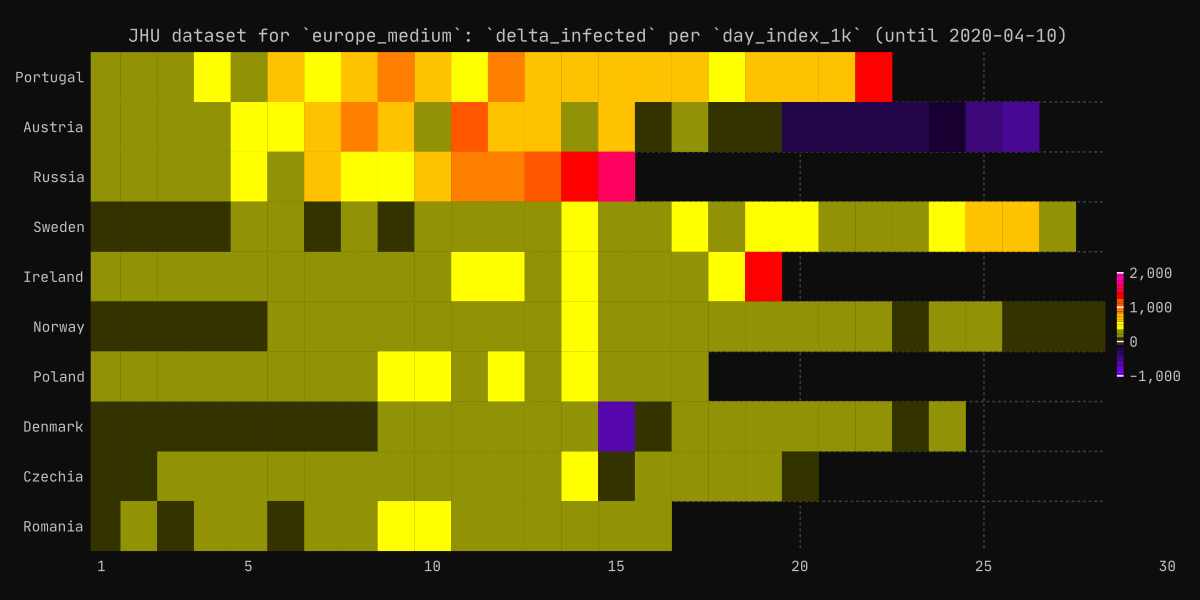 JHU dataset for `europe_medium`: `delta_infected` per `day_index_1k` (until 2020-04-10)
Portugal
Austria
Russia
Sweden
Ireland
Norway
Poland
Denmark
Czechia
Romania
1 5 10 15 20 25 30
2,000
1,000
0
-1,000